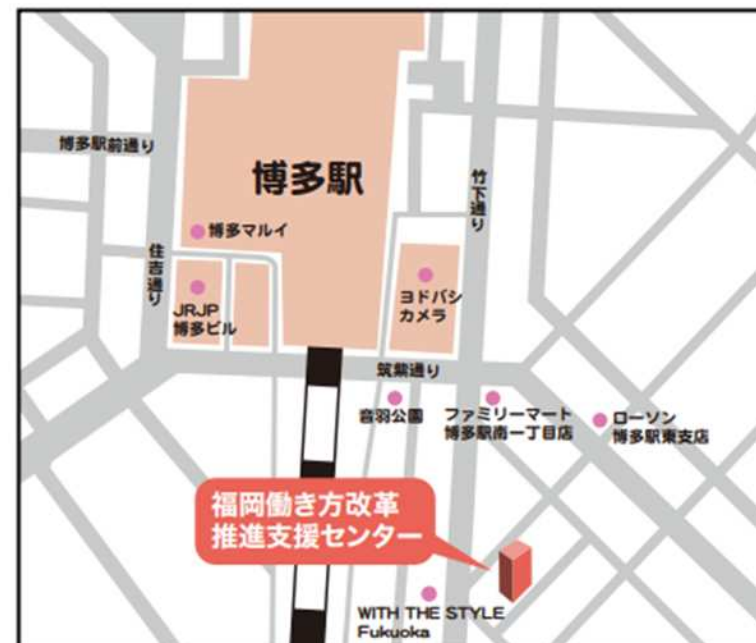 博多駅前通り
博多駅
竹下通り
博多マルイ
住吉通り
ヨドバシ
カメラ
JRJP
博多ビル
筑紫通り
音羽公園
ファミリーマート
博多駅南一丁目店
ローソン
博多駅東支店
福岡働き方改革
推進支援センター
WITH THE STYLE
Fukuoka